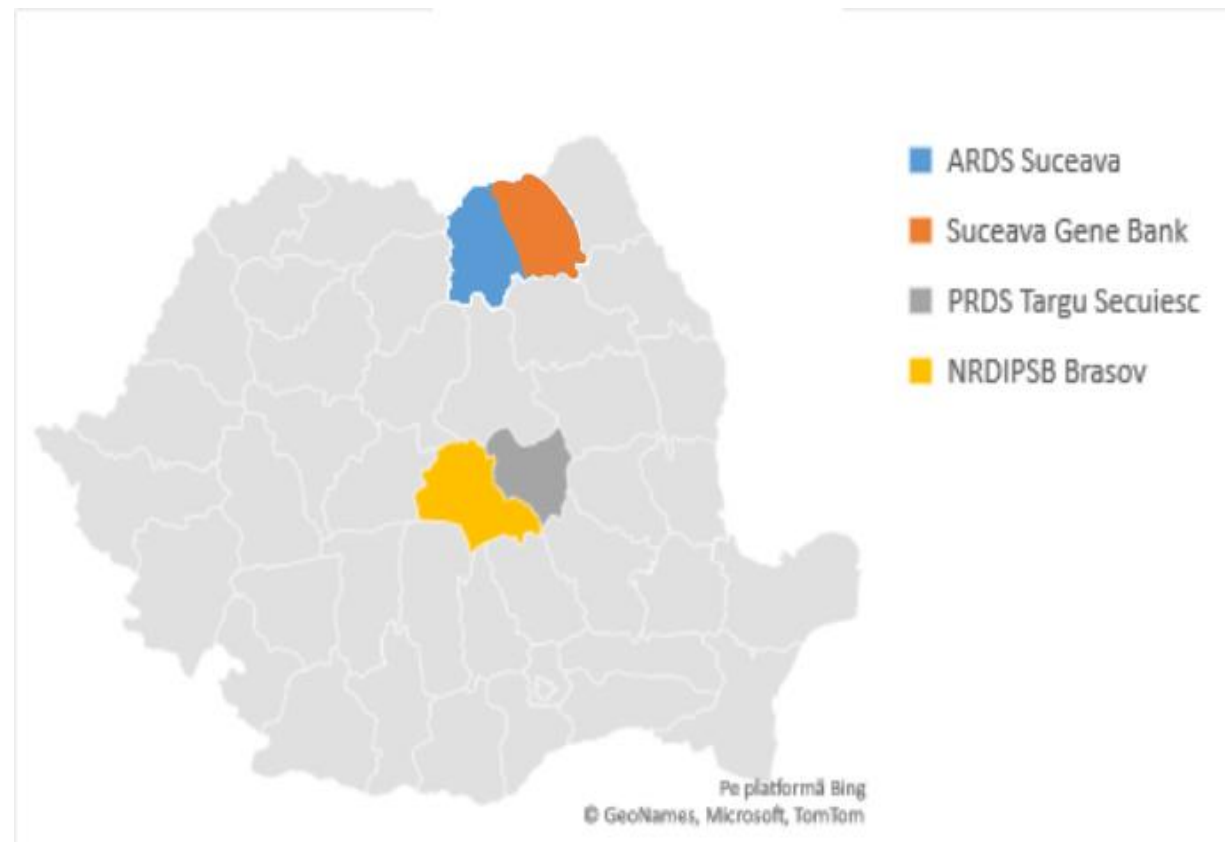 ARDS Suceava
Suceava Gene Bank
PRDS Targu Secuiesc
NRDIPSB Brasov
Pe platformă Bing
© GeoNames, Microsoft, TomTom